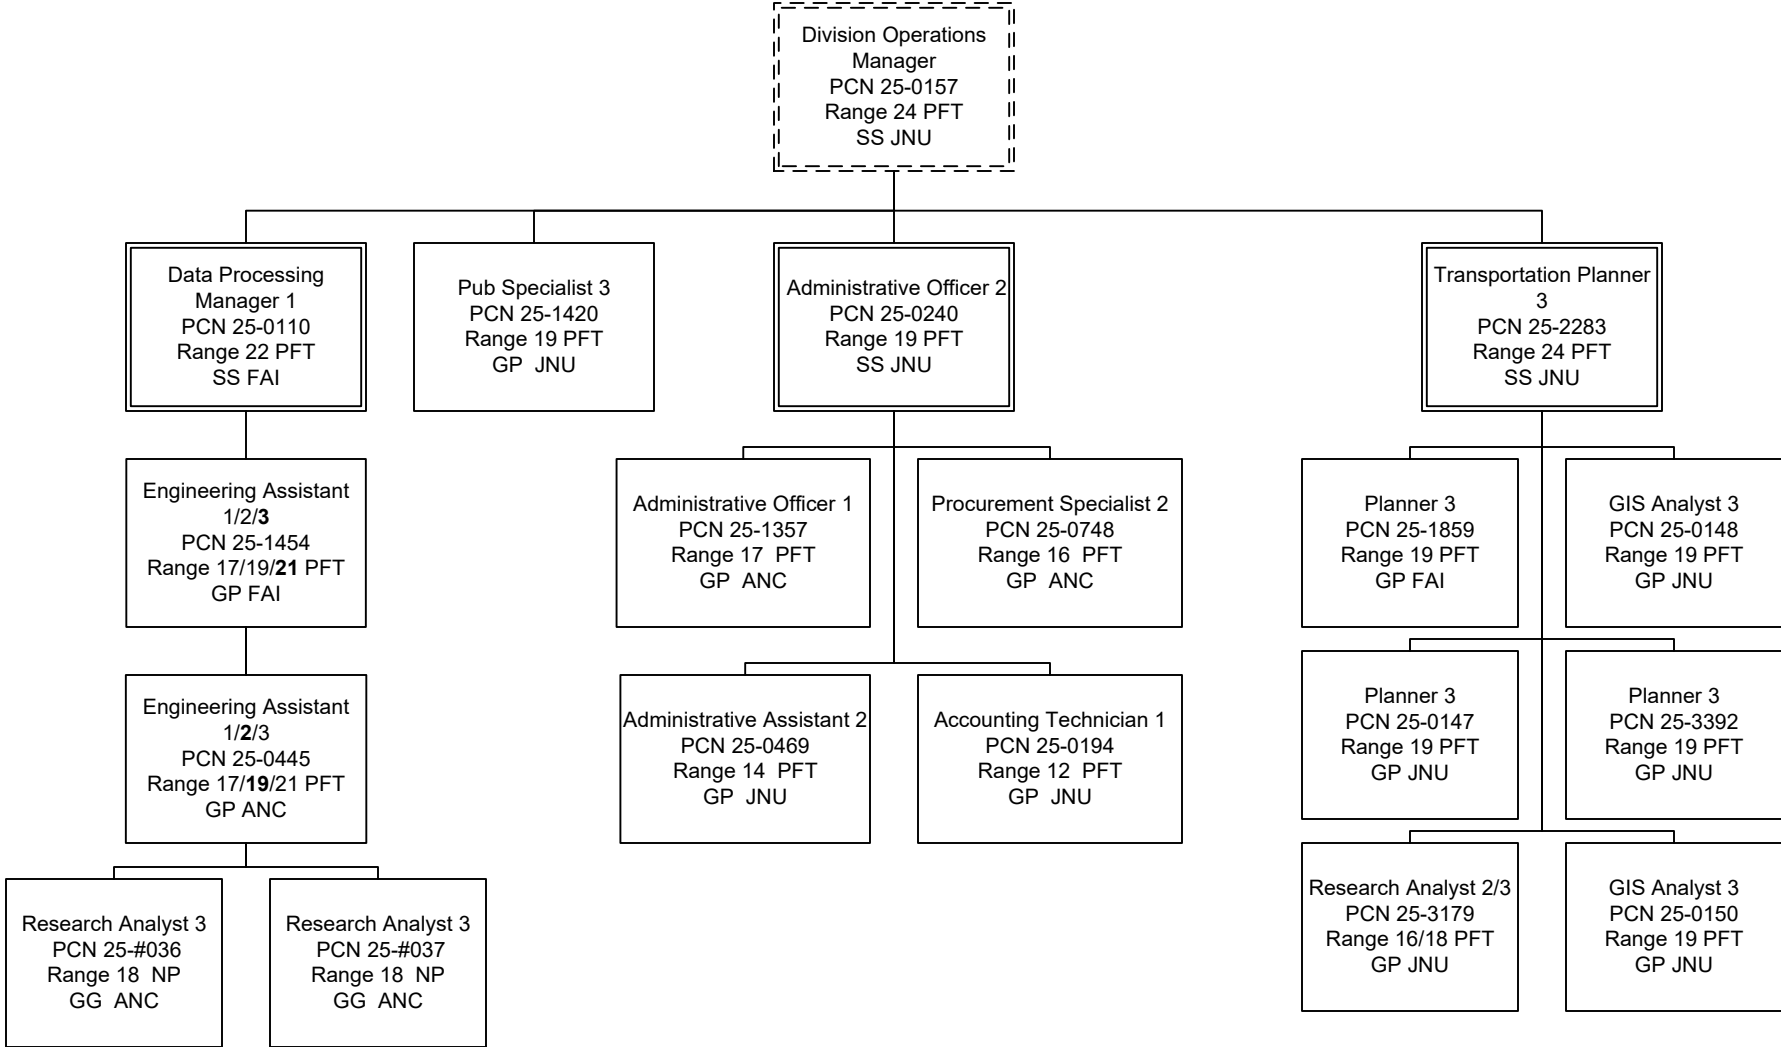 Division Operations
Manager
PCN 25-0157
Range 24 PFT
SS JNU
Data Processing
Manager 1
PCN 25-0110
Range 22 PFT
SS FAI
Pub Specialist 3
PCN 25-1420
Range 19 PFT
GP  JNU
Administrative Officer 2
PCN 25-0240
Range 19 PFT
SS JNU
Transportation Planner
3
PCN 25-2283
Range 24 PFT
SS JNU
Engineering Assistant
1/2/3
PCN 25-1454
Range 17/19/21 PFT
GP FAI
Administrative Officer 1
PCN 25-1357
Range 17  PFT
GP  ANC
Procurement Specialist 2
PCN 25-0748
Range 16  PFT
GP  ANC
Planner 3
PCN 25-1859
Range 19 PFT
GP FAI
GIS Analyst 3
PCN 25-0148
Range 19 PFT
GP JNU
Engineering Assistant
1/2/3
PCN 25-0445
Range 17/19/21 PFT
GP ANC
Administrative Assistant 2
PCN 25-0469
Range 14  PFT
GP  JNU
Accounting Technician 1
PCN 25-0194
Range 12  PFT
GP  JNU
Planner 3
PCN 25-0147
Range 19 PFT
GP JNU
Planner 3
PCN 25-3392
Range 19 PFT
GP JNU
Research Analyst 3
PCN 25-#036
Range 18  NP
GG  ANC
Research Analyst 3
PCN 25-#037
Range 18  NP
GG  ANC
Research Analyst 2/3
PCN 25-3179
Range 16/18 PFT
GP JNU
GIS Analyst 3
PCN 25-0150
Range 19 PFT
GP JNU